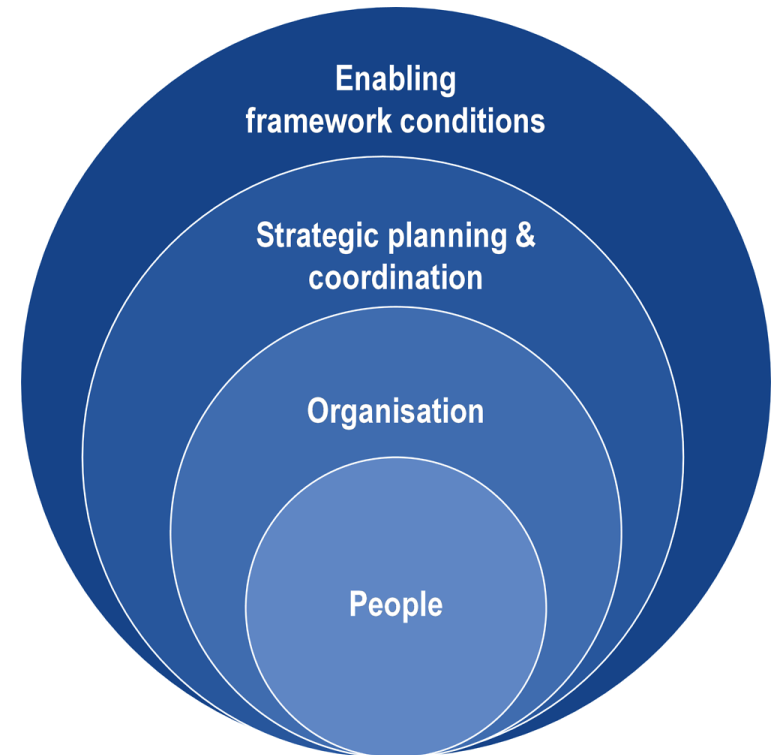 Enabling
framework conditions
Strategic planning &
coordination
Organisation
People